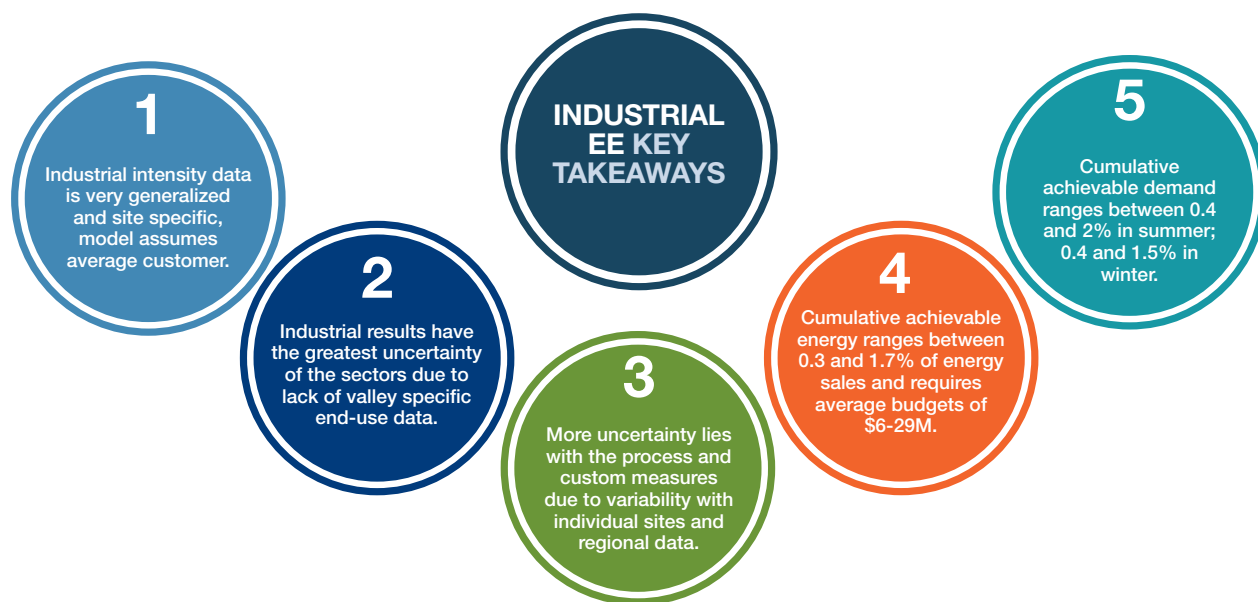 INDUSTRIAL
EE KEY
TAKEAWAYS
1
Industrial intensity data
is very generalized
and site specific,
model assumes
average customer.
2
Industrial results have
the greatest uncertainty
of the sectors due to
lack of valley specific
end-use data.
3
More uncertainty lies
with the process and
custom measures
due to variability with
individual sites and
regional data.
4
Cumulative achievable
energy ranges between
0.3 and 1.7% of energy
sales and requires
average budgets of
$6-29M.
5
Cumulative
achievable demand
ranges between 0.4
and 2% in summer;
0.4 and 1.5% in
winter.